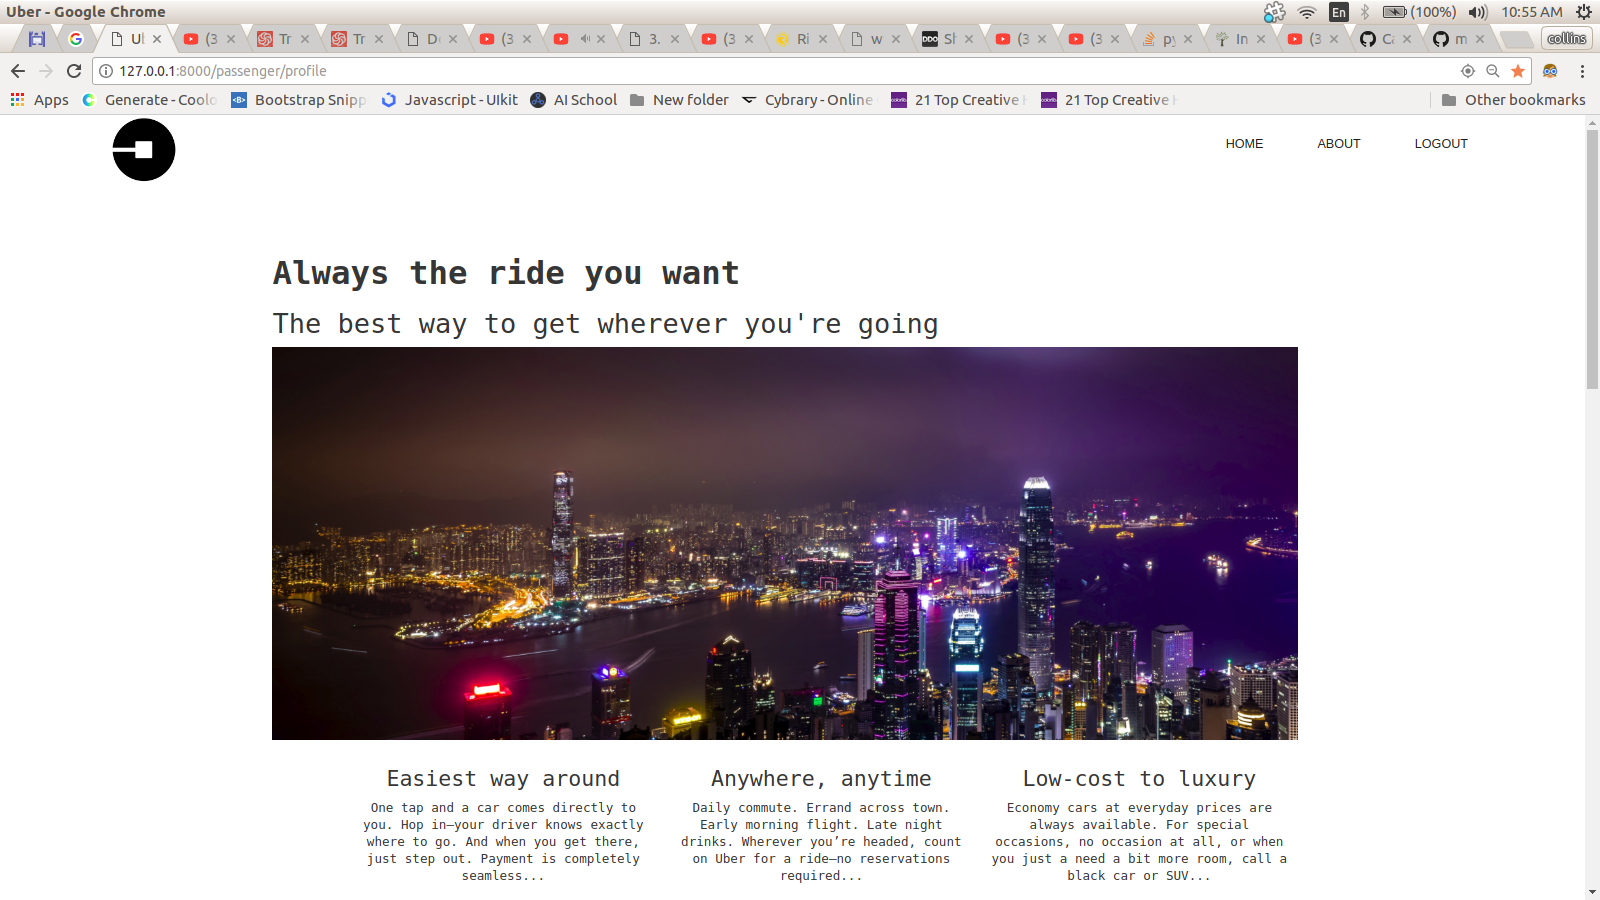 Uber - Google Chrome
En
(100%)
10:55 AM
Ul
(3
Tr
Tr
D
(3
3.
(3
Ri
w
DDO
Sl
(3
(3
py
In
(3
C
m
collins
127.0.0.1:8000/passenger/profile
Apps
Generate - Coolo
Bootstrap Snipp
Javascript - UIkit
AI School
New folder
Cybrary - Online
21 Top Creative
21 Top Creative
Other bookmarks
HOME
ABOUT
LOGOUT
Always the ride you want
The best way to get wherever you're going
Easiest way around
One tap and a car comes directly to
you. Hop in—your driver knows exactly
where to go. And when you get there,
just step out. Payment is completely
seamless...
Anywhere, anytime
Daily commute. Errand across town.
Early morning flight. Late night
drinks. Wherever you’re headed, count
on Uber for a ride—no reservations
required...
Low-cost to luxury
Economy cars at everyday prices are
always available. For special
occasions, no occasion at all, or when
you just a need a bit more room, call a
black car or SUV...